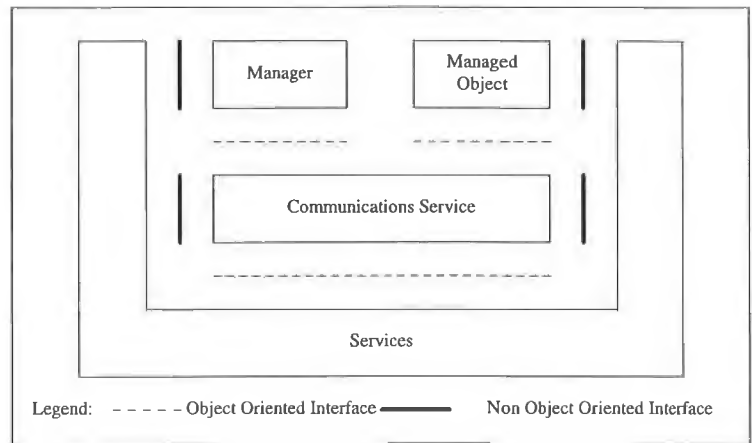 Manager
Managed
Object
Communications Service
Services
Legend: Object Oriented Interface Non Object Oriented Interface